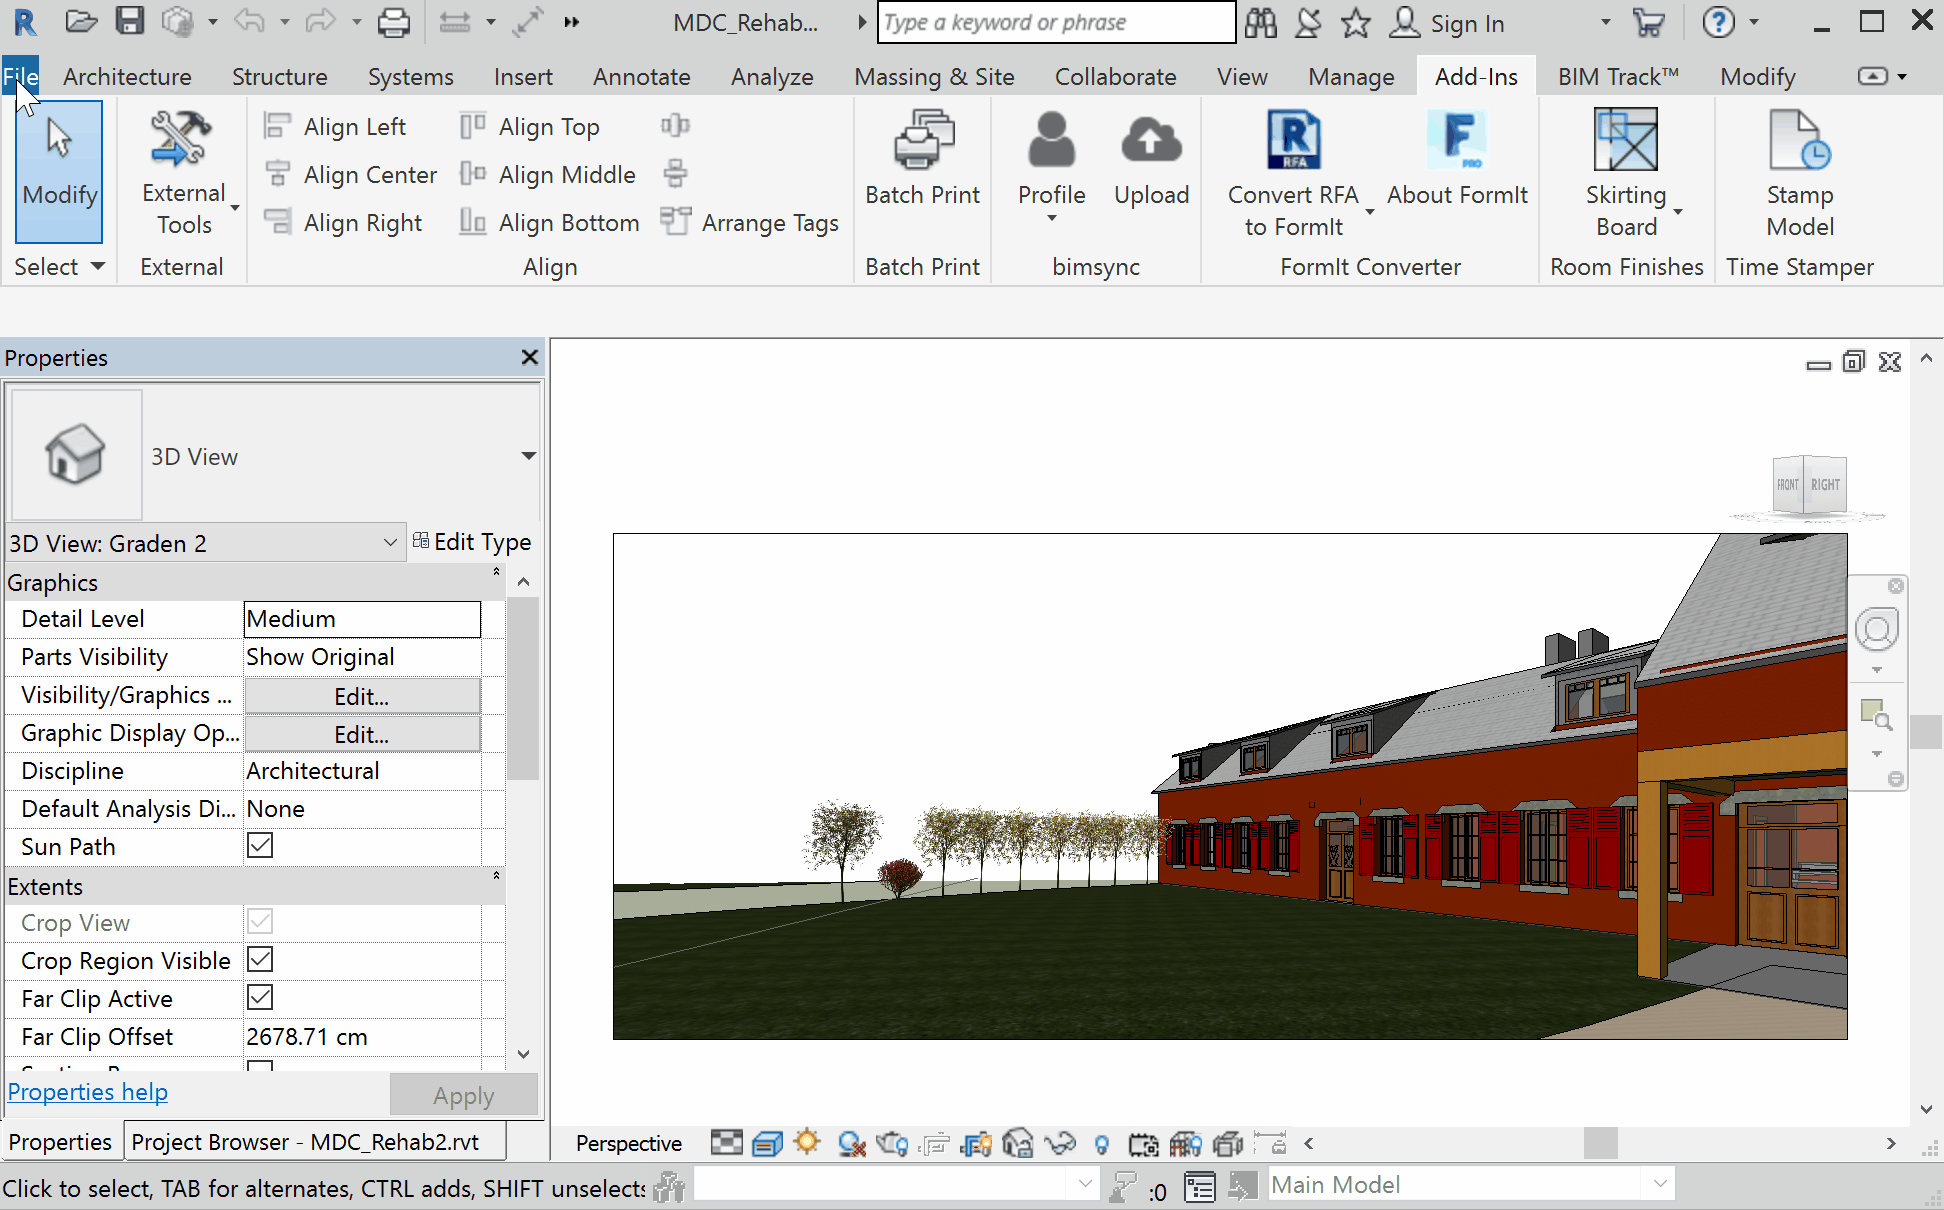 MDC_Rehab...
Type a keyword or phrase
Sign In
File
Architecture
Structure
Systems
Insert
Annotate
Analyze
Massing & Site
Collaborate
View
Manage
Add-Ins
BIM Track™
Modify
Modify
Select
External
Tools
External
Align Left
Align Center
Align Right
Align Top
Align Middle
Align Bottom
Arrange Tags
Align
Batch Print
Batch Print
Profile
Upload
bimsync
RFA
Convert RFA
to FormIt
PRO
About FormIt
FormIt Converter
Skirting
Board
Room Finishes
Stamp
Model
Time Stamper
Properties
3D View
3D View: Graden 2
Edit Type
Graphics
Detail Level
Medium
Parts Visibility
Show Original
Visibility/Graphics ...
Edit...
Graphic Display Op...
Edit...
Discipline
Architectural
Default Analysis Di...
None
Sun Path
Extents
Crop View
Crop Region Visible
Far Clip Active
Far Clip Offset
2678.71 cm
Properties help
Apply
Properties
Project Browser - MDC_Rehab2.rvt
FRONT
RIGHT
Perspective
Click to select, TAB for alternates, CTRL adds, SHIFT unselects
:0
Main Model